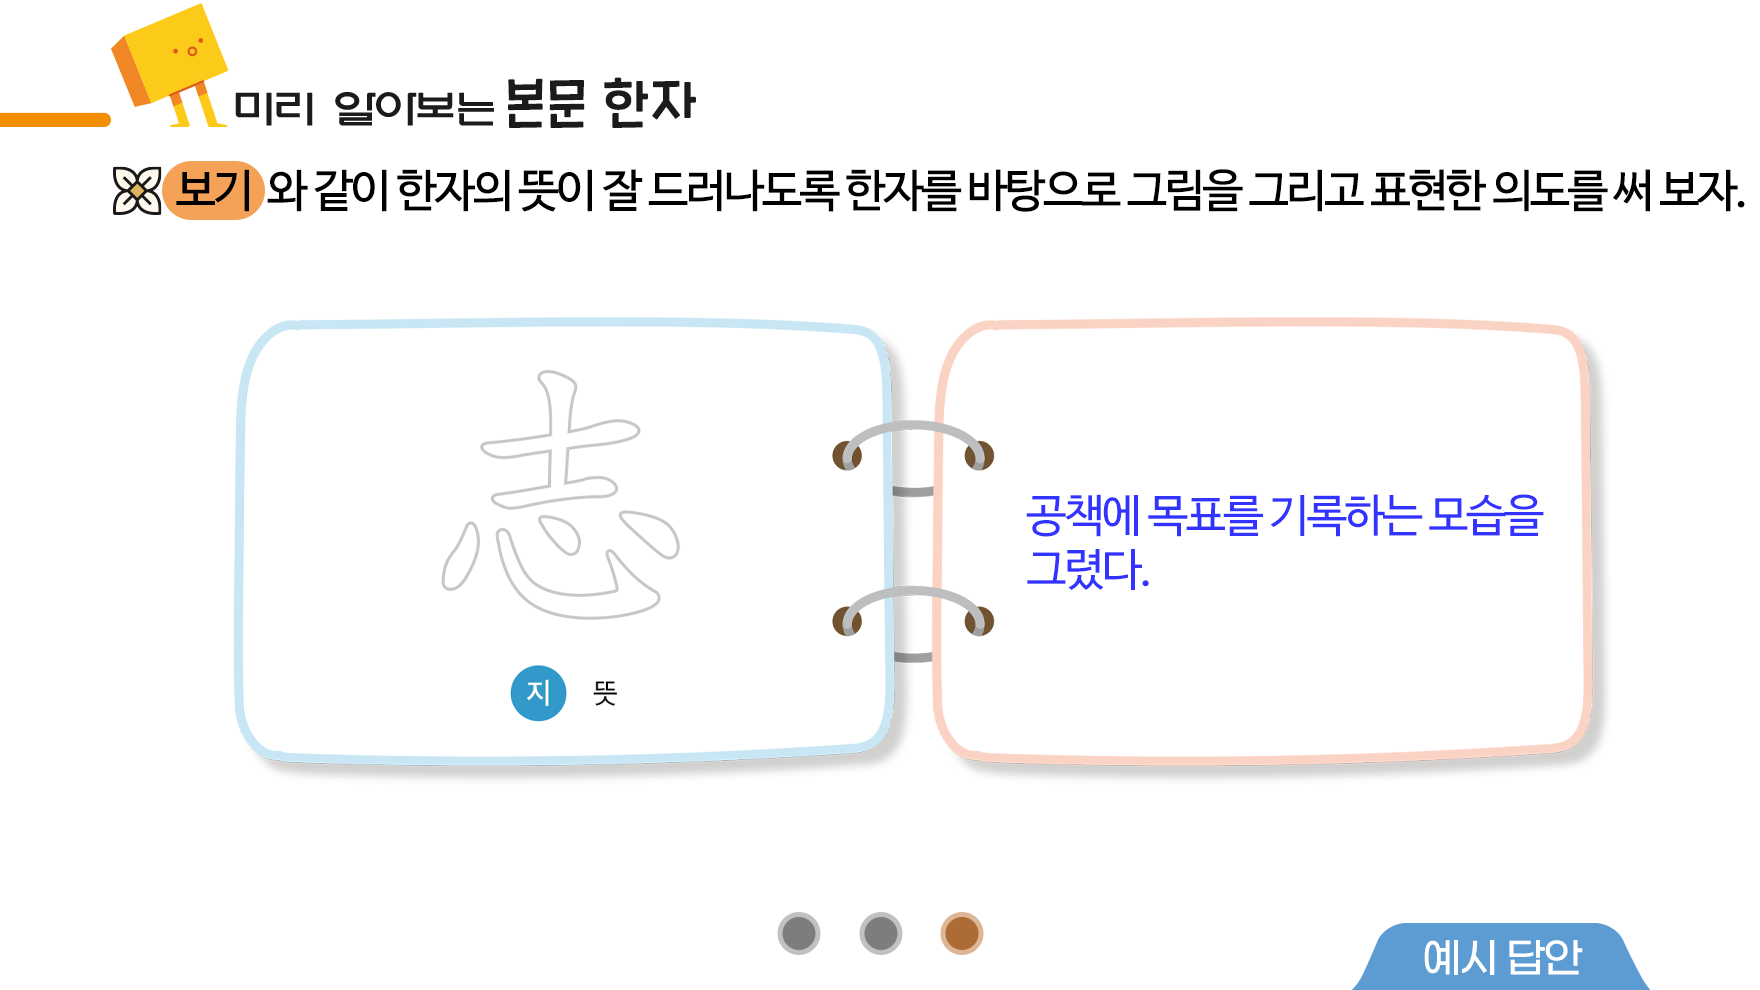 미리 알아보는 본문 한자
보기 와 같이 한자의 뜻이 잘 드러나도록 한자를 바탕으로 그림을 그리고 표현한 의도를 써 보자.
志
지 뜻
공책에 목표를 기록하는 모습을
그렸다.
예시 답안